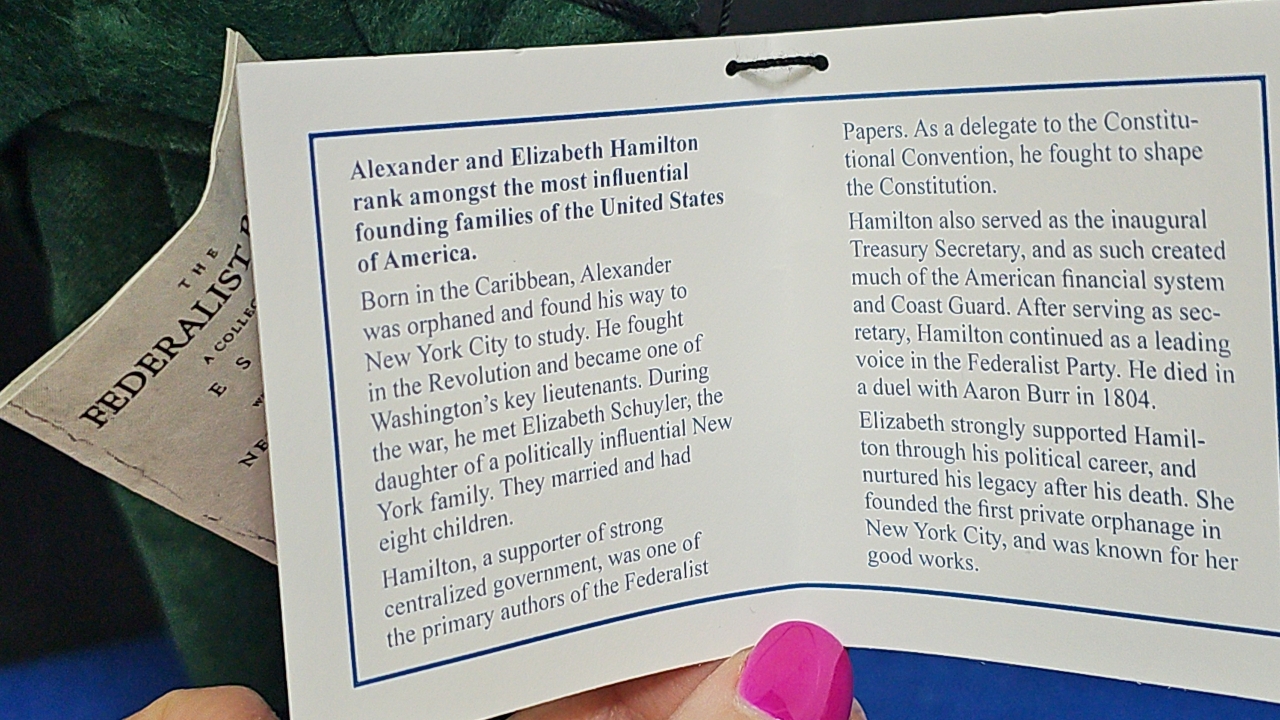 THE
FEDERALIST
A COLLEC
E S
NE
Alexander and Elizabeth Hamilton
rank amongst the most influential
founding families of the United States
of America.
Born in the Caribbean, Alexander
was orphaned and found his way to
New York City to study. He fought
in the Revolution and became one of
Washington's key lieutenants. During
the war, he met Elizabeth Schuyler, the
daughter of a politically influential New
York family. They married and had
eight children.
Hamilton, a supporter of strong
centralized government, was one of
the primary authors of the Federalist
Papers. As a delegate to the Constitu-
tional Convention, he fought to shape
the Constitution.
Hamilton also served as the inaugural
Treasury Secretary, and as such created
much of the American financial system
and Coast Guard. After serving as sec-
retary, Hamilton continued as a leading
voice in the Federalist Party. He died in
a duel with Aaron Burr in 1804.
Elizabeth strongly supported Hamil-
ton through his political career, and
nurtured his legacy after his death. She
founded the first private orphanage in
New York City, and was known for her
good works.